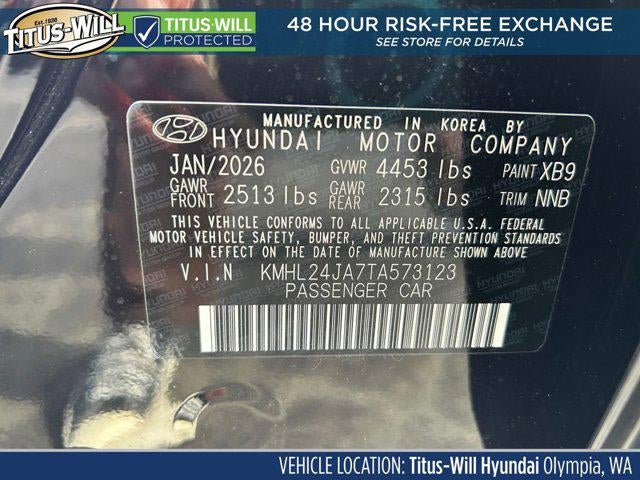 Est. 1938
TITUS-WILL
TITUS-WILL
PROTECTED
48 HOUR RISK-FREE EXCHANGE
SEE STORE FOR DETAILS
MANUFACTURED IN KOREA BY
HYUNDAI MOTOR COMPANY
JAN/2026 GVWR 4453 lbs PAINT XB9
GAWR FRONT 2513 lbs GAWR REAR 2315 lbs TRIM NNB
THIS VEHICLE CONFORMS TO ALL APPLICABLE U.S.A. FEDERAL
MOTOR VEHICLE SAFETY, BUMPER, AND THEFT PREVENTION STANDARDS
IN EFFECT ON THE DATE OF MANUFACTURE SHOWN ABOVE.
V.I.N KMHL24JA7TA573123
PASSENGER CAR
VEHICLE LOCATION: Titus-Will Hyundai Olympia, WA